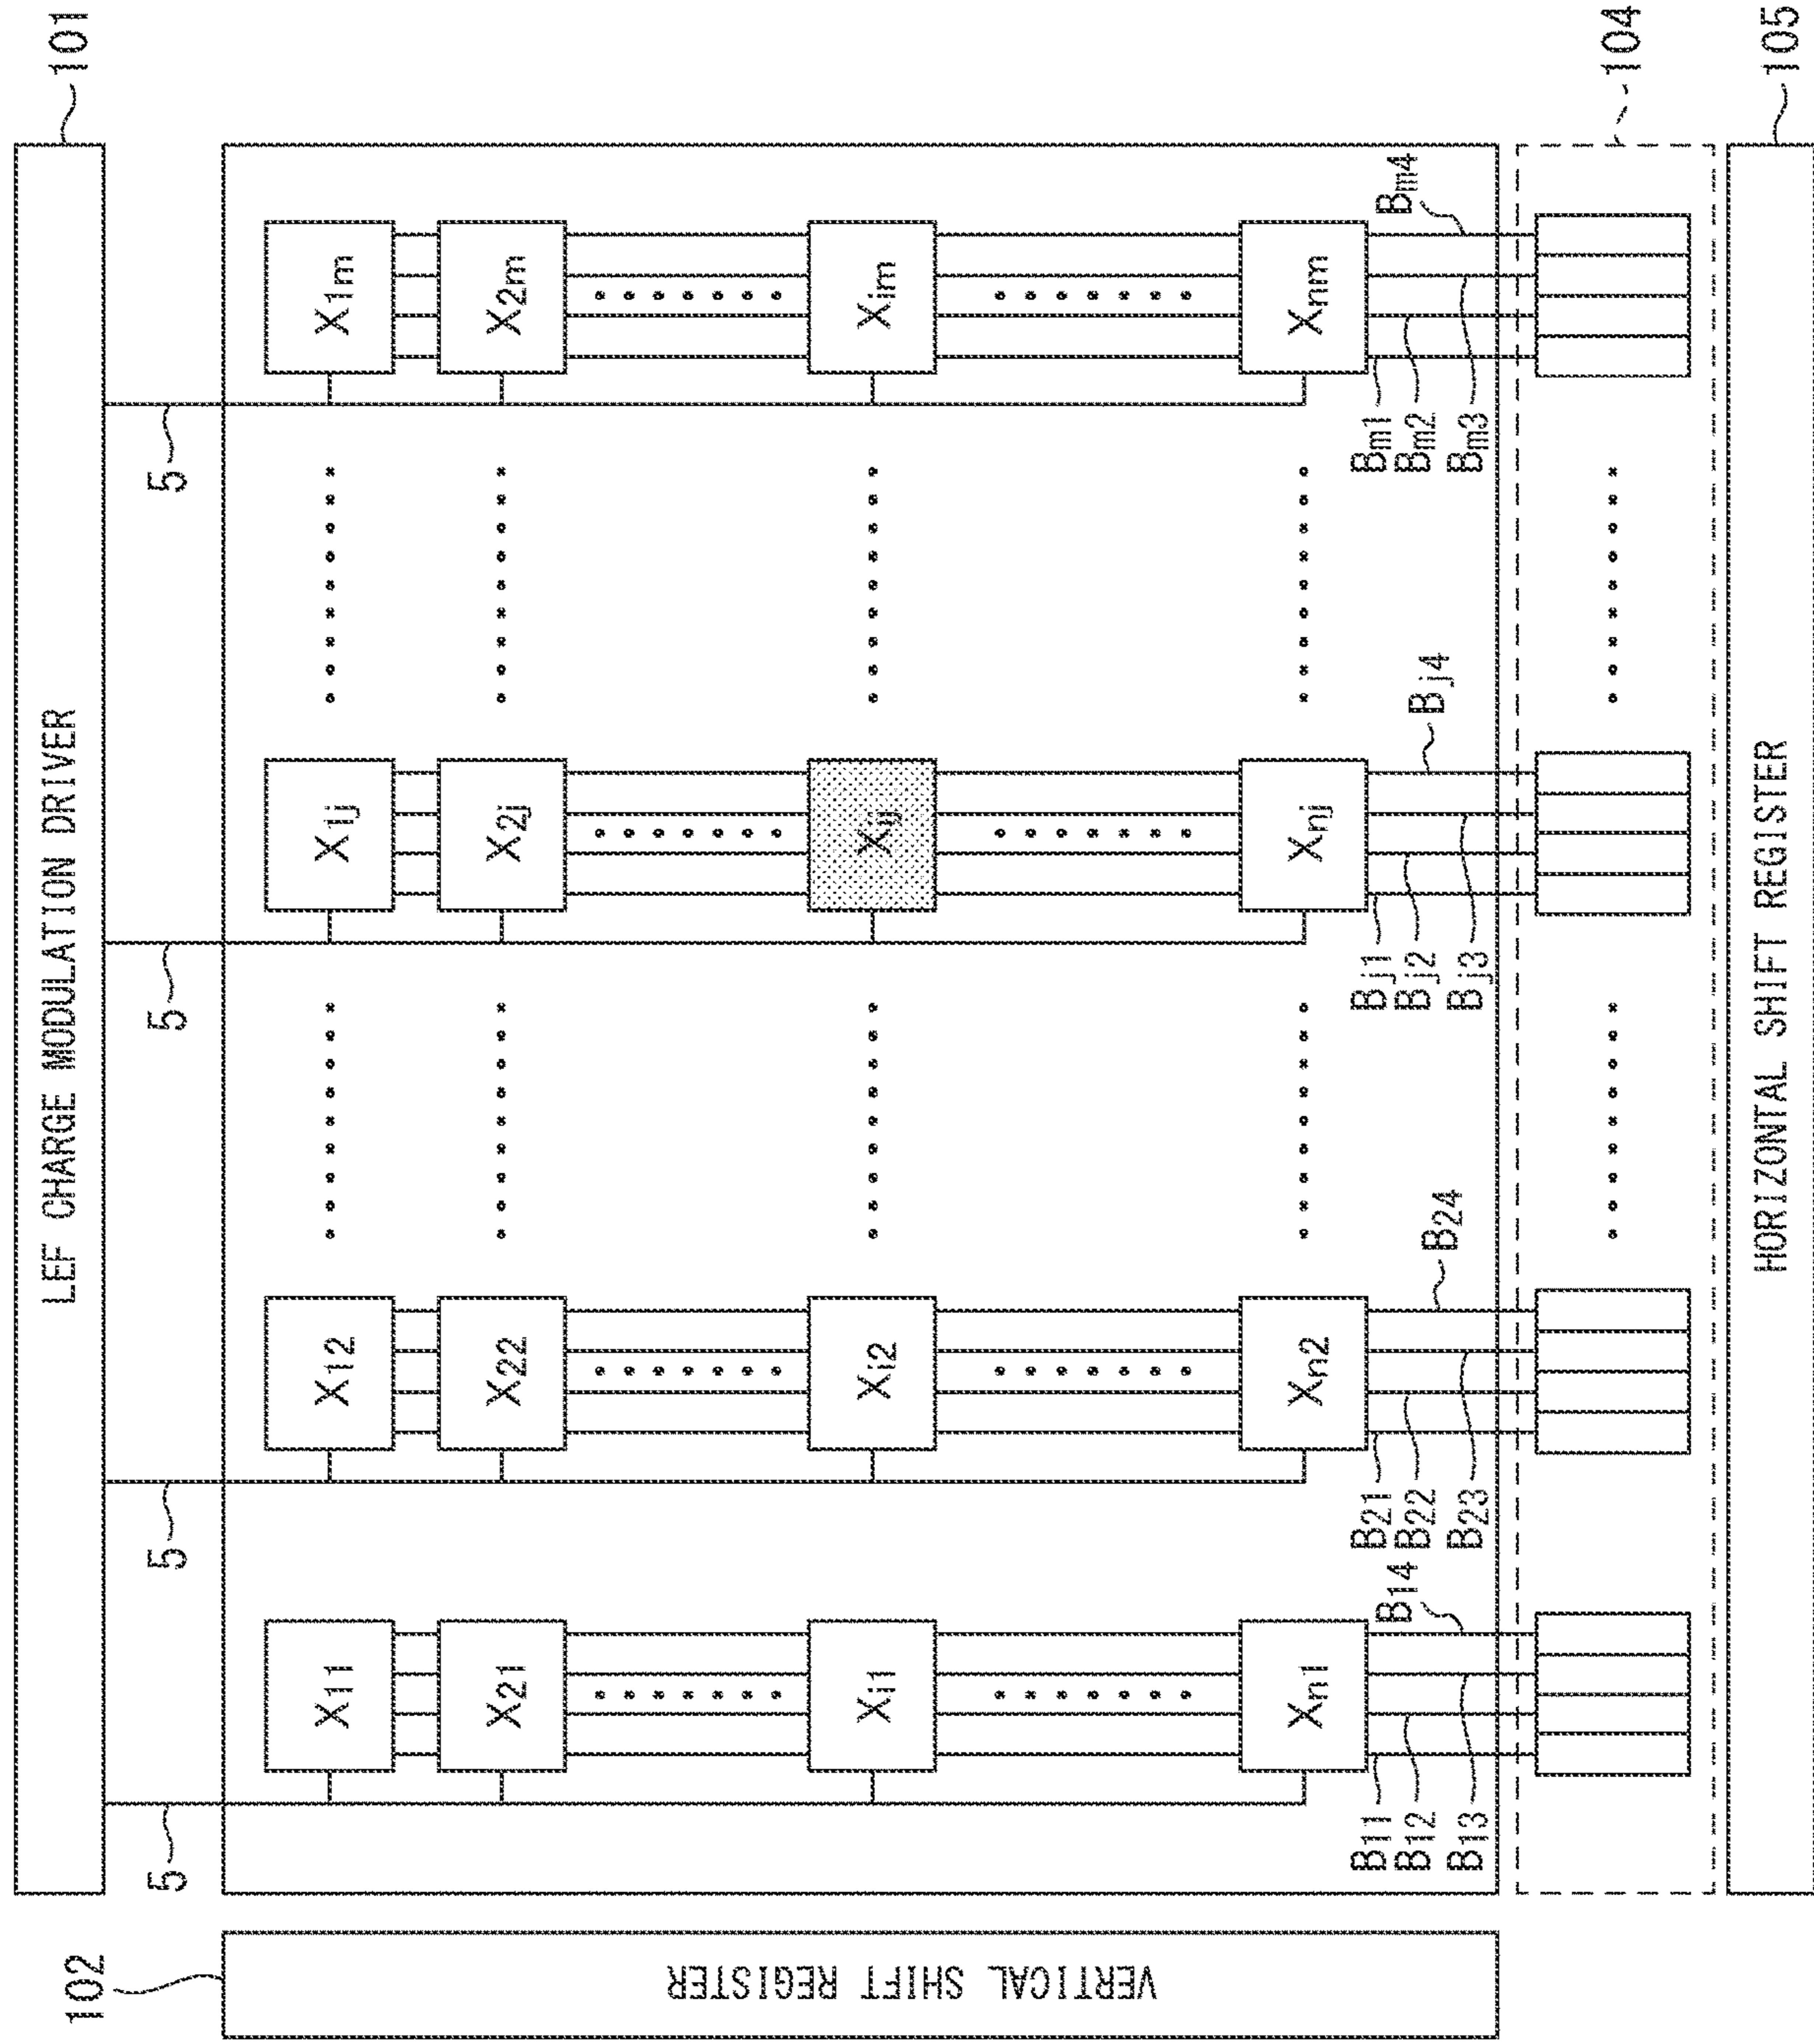 LEF CHARGE MODULATION DRIVER
101
5
5
5
5
102
VERTICAL SHIFT REGISTER
X11
X12
X1j
X1m
X21
X22
X2j
X2m
Xi1
Xi2
Xij
Xim
Xn1
Xn2
Xnj
Xnm
B11
B12
B13
B14
B21
B22
B23
B24
Bj1
Bj2
Bj3
Bj4
Bm1
Bm2
Bm3
Bm4
104
HORIZONTAL SHIFT REGISTER
105